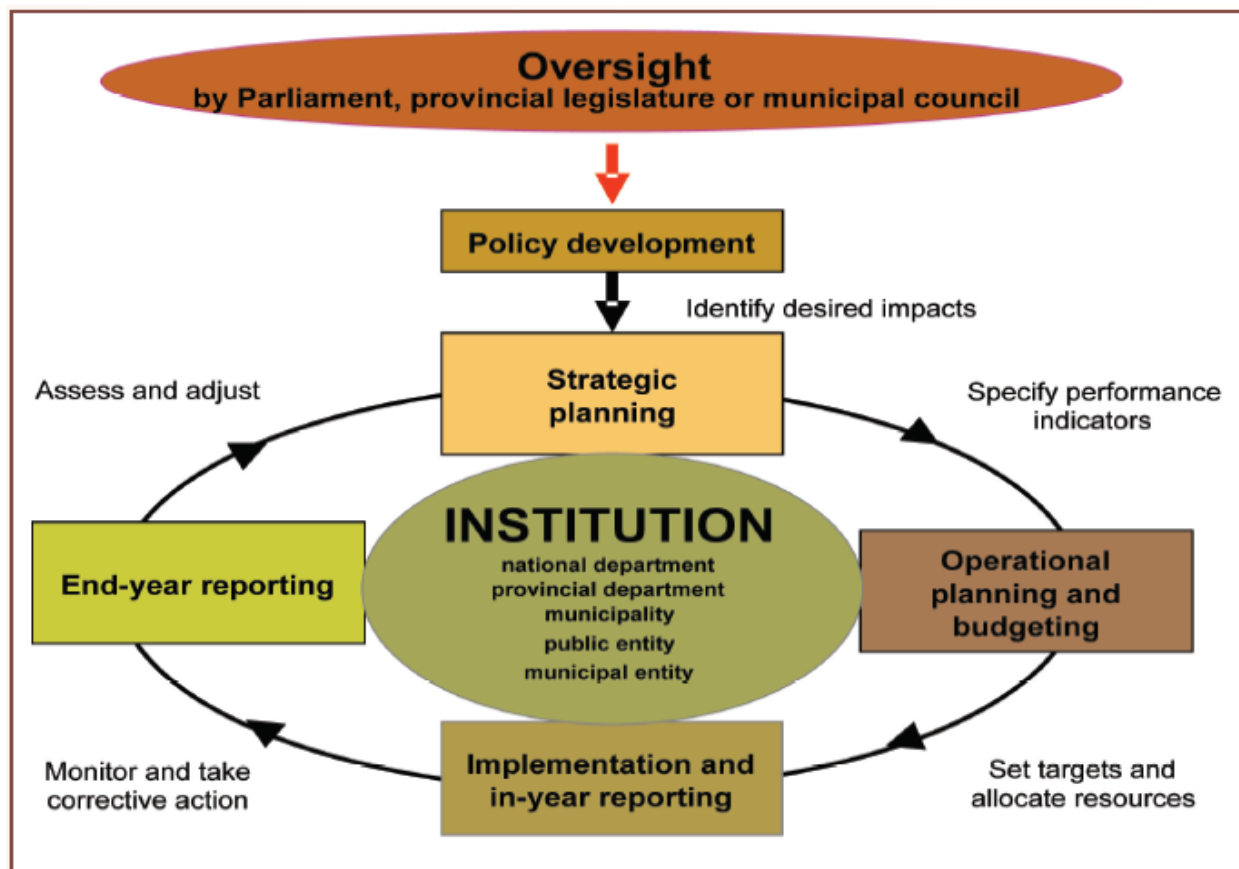 Oversight
by Parliament, provincial legislature or municipal council
Policy development
Identify desired impacts
Strategic
planning
Assess and adjust
Specify performance
indicators
INSTITUTION
national department
provincial department
municipality
public entity
municipal entity
End-year reporting
Operational
planning and
budgeting
Implementation and
in-year reporting
Monitor and take
corrective action
Set targets and
allocate resources